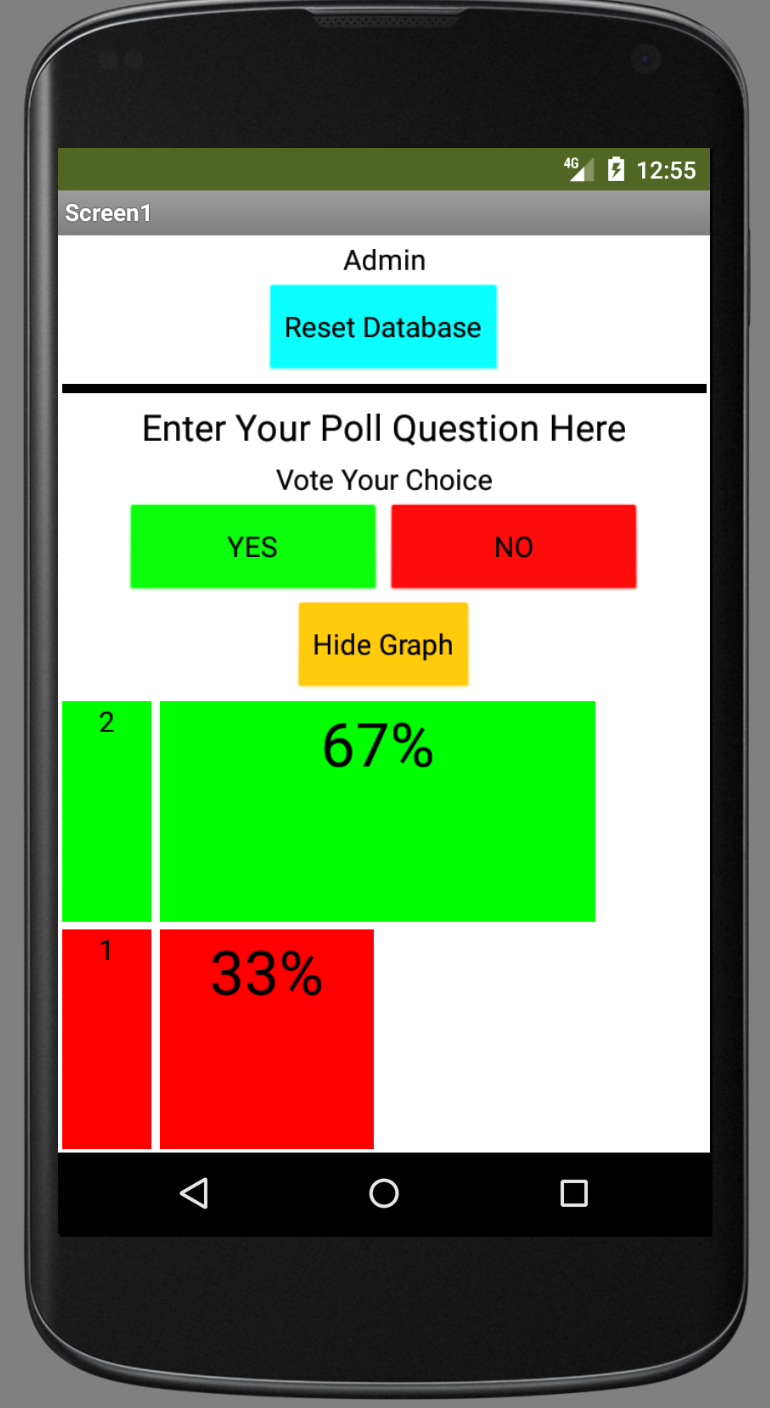 4G 12:55
Screen1
Admin
Reset Database
Enter Your Poll Question Here
Vote Your Choice
YES NO
Hide Graph
2 67%
1 33%